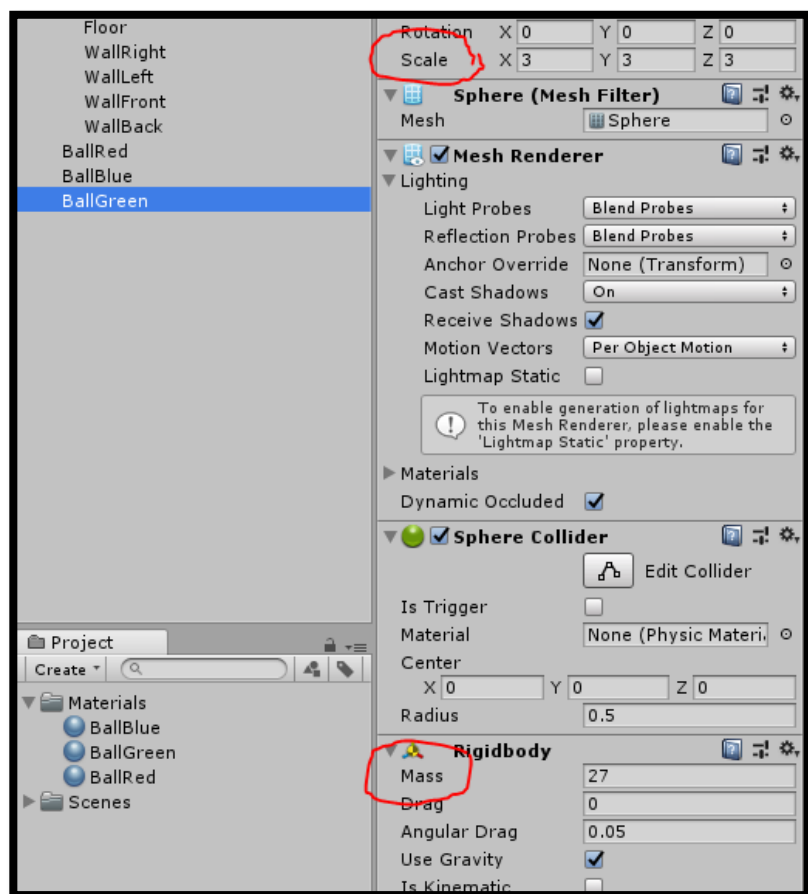 Floor
WallRight
WallLeft
WallFront
WallBack
BallRed
BallBlue
BallGreen
Project
Create
Materials
BallBlue
BallGreen
BallRed
Scenes
Rotation X 0 Y 0 Z 0
Scale X 3 Y 3 Z 3
Sphere (Mesh Filter)
Mesh Sphere
Mesh Renderer
Lighting
Light Probes Blend Probes
Reflection Probes Blend Probes
Anchor Override None (Transform)
Cast Shadows On
Receive Shadows
Motion Vectors Per Object Motion
Lightmap Static
To enable generation of lightmaps for
this Mesh Renderer, please enable the
'Lightmap Static' property.
Materials
Dynamic Occluded
Sphere Collider
Edit Collider
Is Trigger
Material None (Physic Materi
Center
X 0 Y 0 Z 0
Radius 0.5
Rigidbody
Mass 27
Drag 0
Angular Drag 0.05
Use Gravity
Is Kinematic